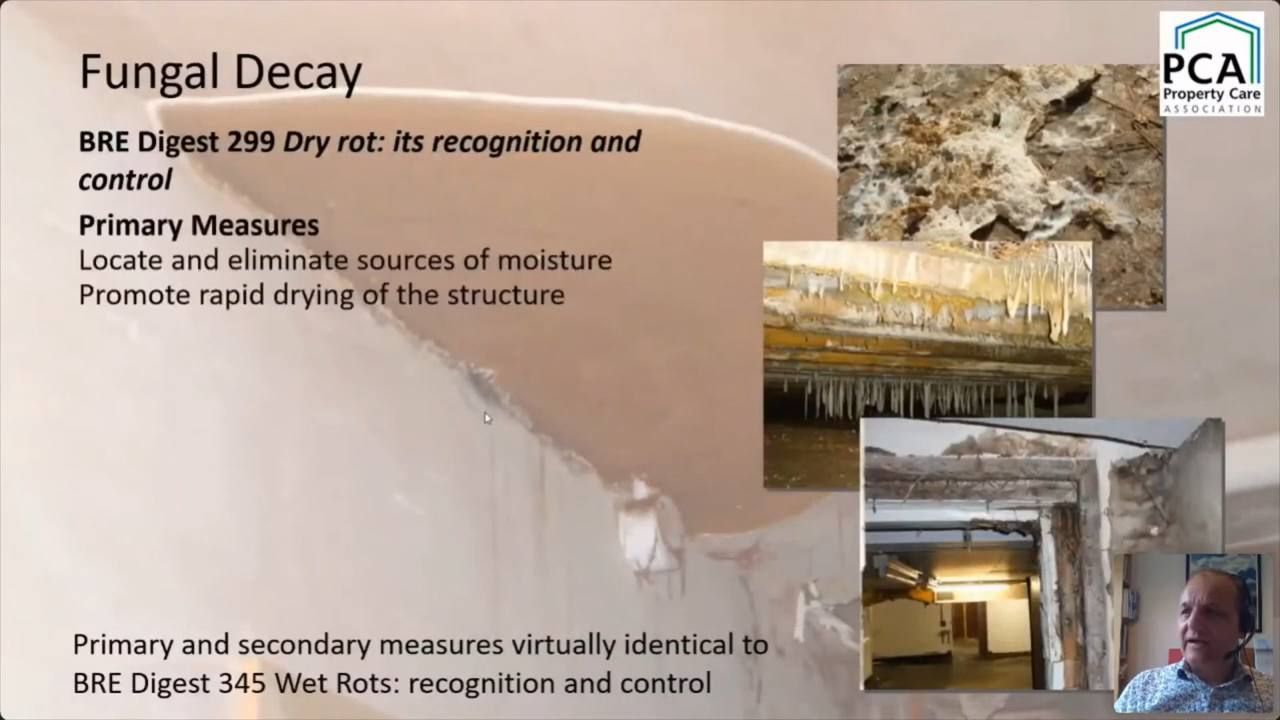 Fungal Decay
BRE Digest 299 Dry rot: its recognition and
control
Primary Measures
Locate and eliminate sources of moisture
Promote rapid drying of the structure
Primary and secondary measures virtually identical to
BRE Digest 345 Wet Rots: recognition and control
PCA
Property Care
ASSOCIATION